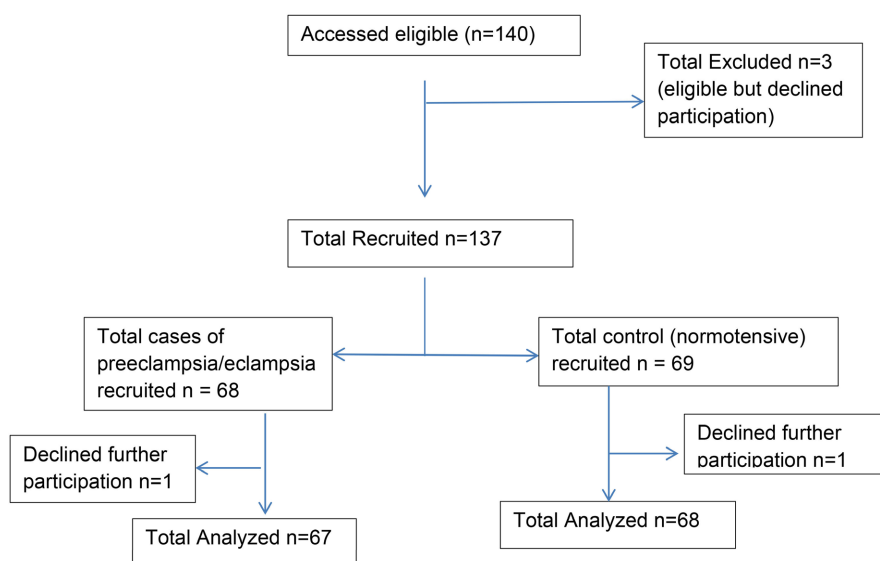 Accessed eligible (n=140)
Total Excluded n=3
(eligible but declined
participation)
Total Recruited n=137
Total cases of
preeclampsia/eclampsia
recruited n = 68
Total control (normotensive)
recruited n = 69
Declined further
participation n=1
Declined further
participation n=1
Total Analyzed n=67
Total Analyzed n=68